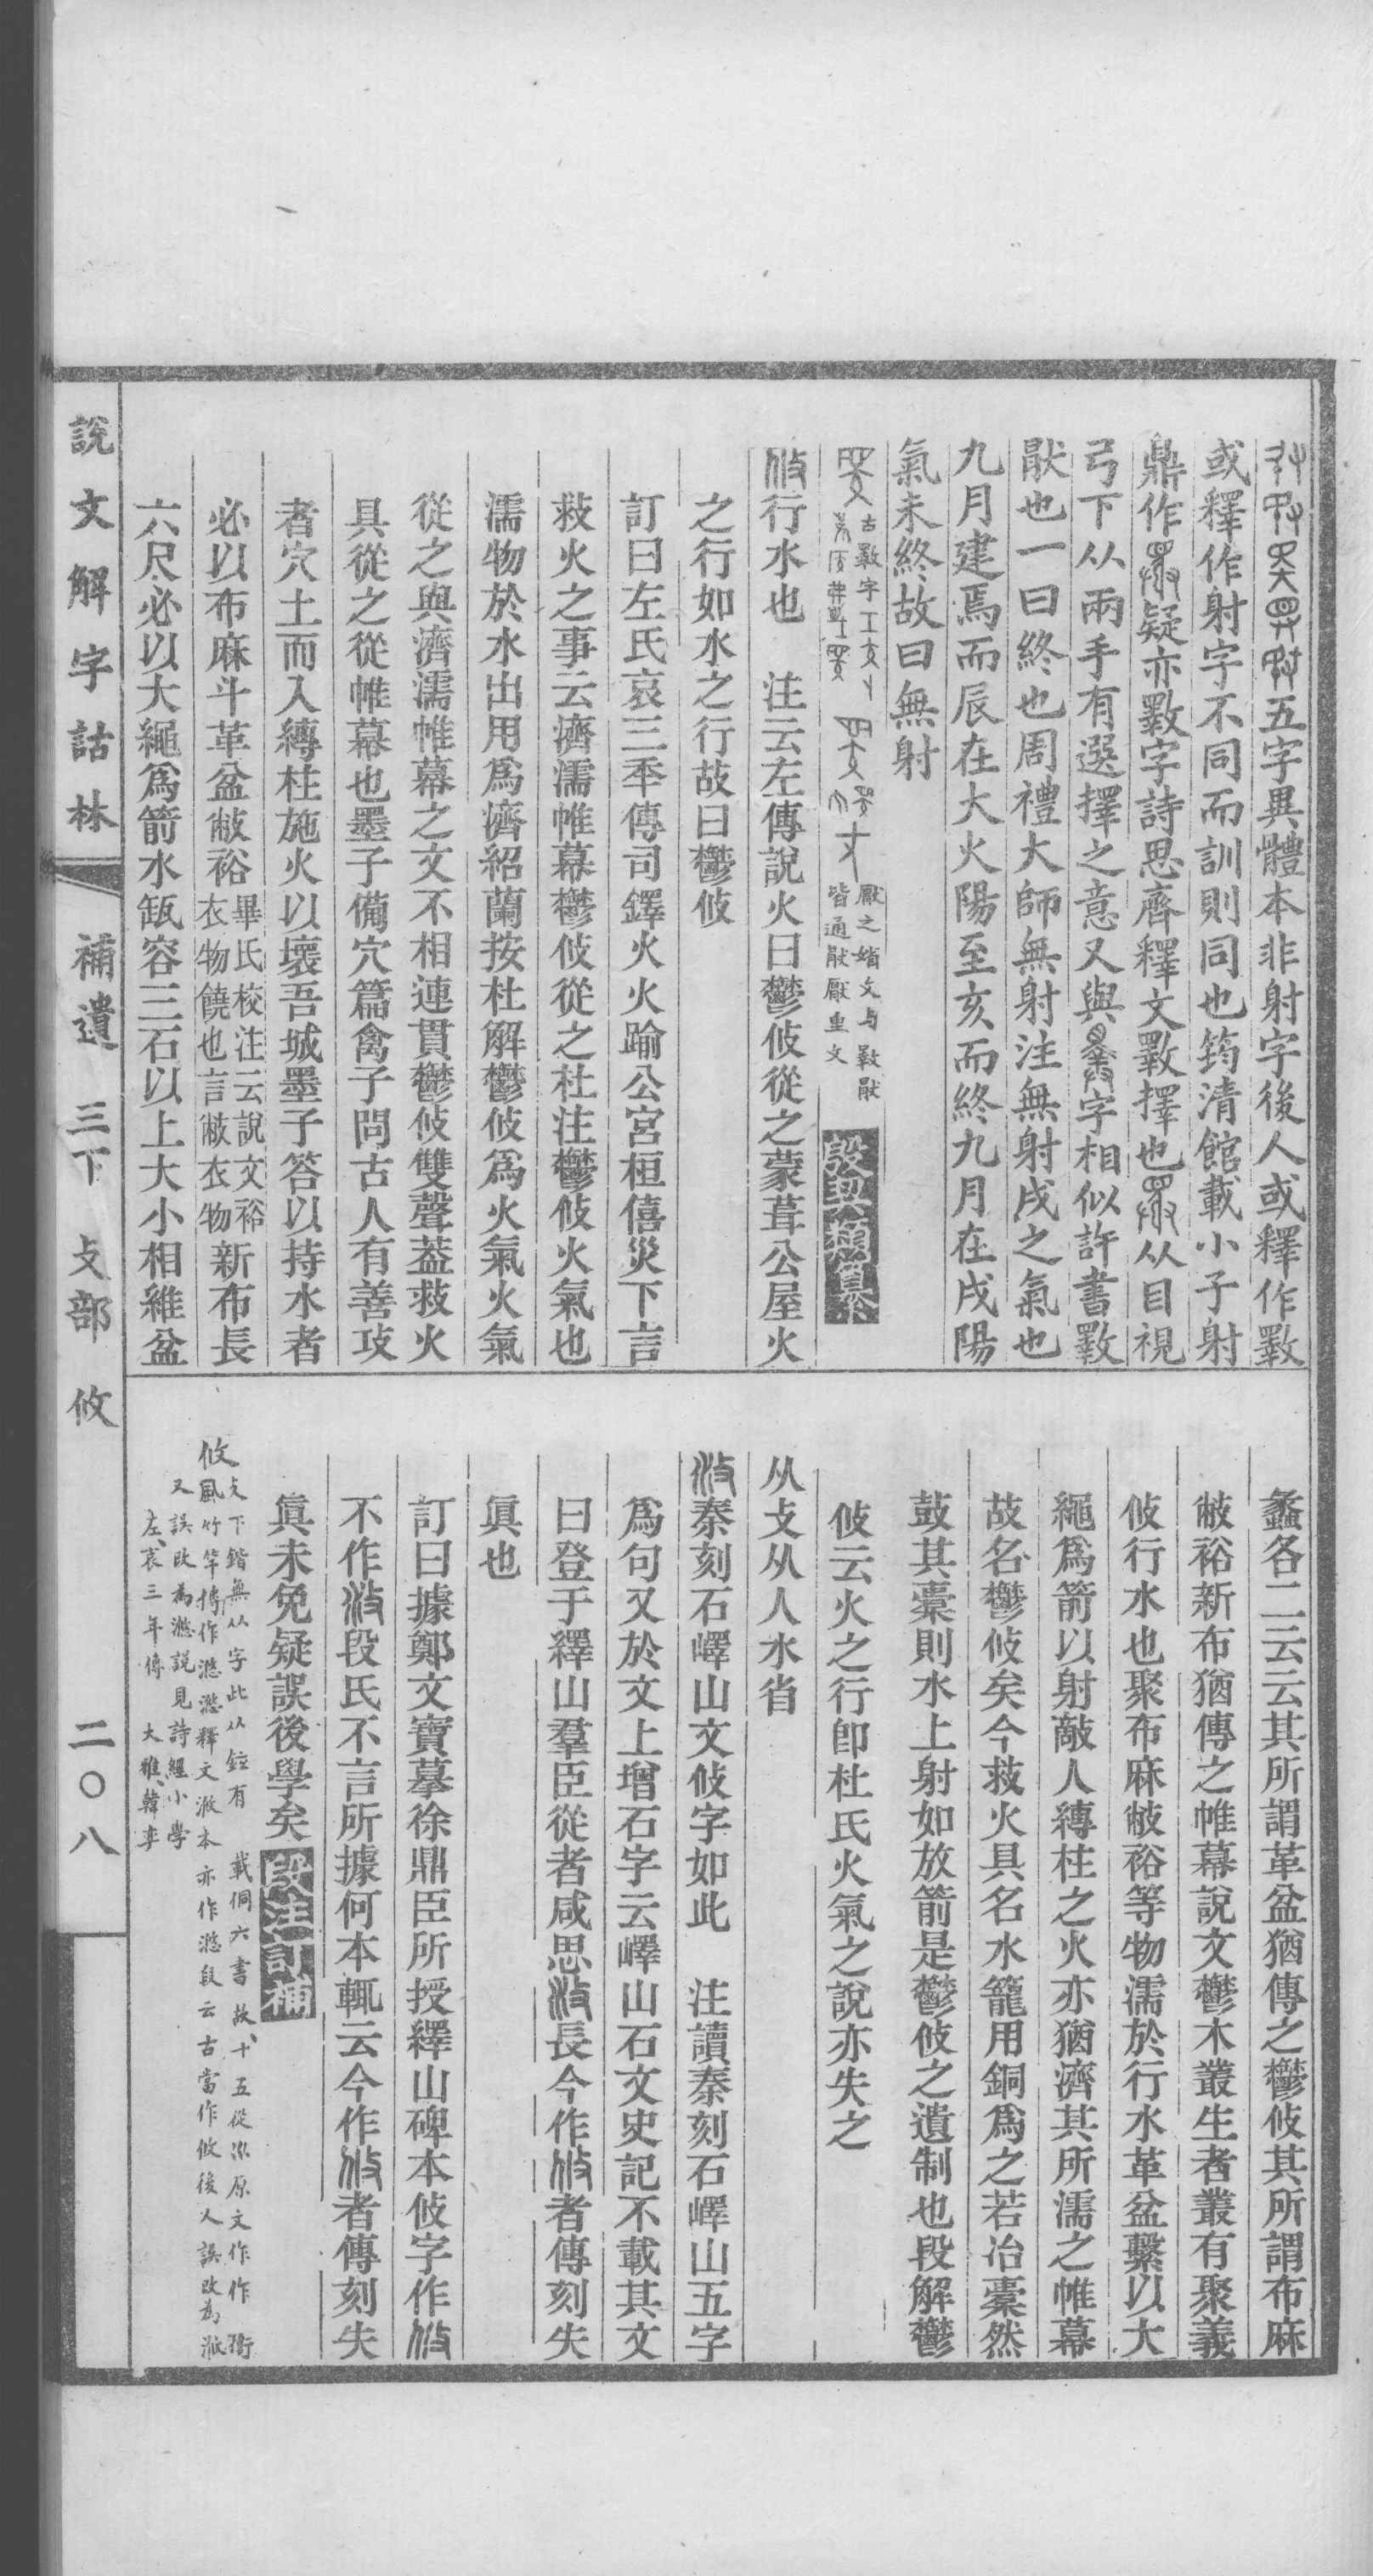 五字異體本非射字後人或釋作斁
或釋作射字不同而訓則同也筠清館載小子射
鼎作疑亦斁字詩思齊釋文斁擇也从目視
弓下从兩手有選擇之意又與字相似許書斁
猒也一曰終也周禮大師無射注無射戌之氣也
九月建焉而辰在大火陽至亥而終九月在戌陽
氣未終故曰無射
古斁字工文
厭之媘文与斁猒
皆通猒厭重文
攸行水也　注云左傳說火曰鬱攸從之蒙葺公屋火
之行如水之行故曰鬱攸
訂曰左氏哀三秊傳司鐸火火踰公宮桓僖災下言
救火之事云濟濡帷幕鬱攸從之杜注鬱攸火氣也
濡物於水出用爲濟紹蘭按杜解鬱攸爲火氣火氣
從之與濟濡帷幕之文不相連貫鬱攸雙聲葢救火
具從之從帷幕也墨子備穴篇禽子問古人有善攻
者穴土而入縳柱施火以壞吾城墨子答以持水者
必以布麻斗革盆敝裕
畢氏校注云說文裕
衣物饒也言敝衣物
新布長
六尺必以大繩爲箭水缻容三石以上大小相雜盆
蠡各二云云其所謂革盆猶傳之鬱攸其所謂布麻
敝裕新布猶傳之帷幕說文鬱木叢生者叢有聚義
攸行水也聚布麻敝裕等物濡於行水革盆繫以大
繩爲箭以射敵人縳柱之火亦猶濟其所濡之帷幕
故名鬱攸矣今救火具名水籠用銅爲之若冶橐然
鼓其橐則水上射如放箭是鬱攸之遺制也段解鬱
攸云火之行卽杜氏火氣之說亦失之
从攴从人水省
㳊秦刻石嶧山文攸字如此　注讀秦刻石嶧山五字
爲句又於文上增石字云嶧山石文史記不載其文
曰登于繹山羣臣從者咸思㳊長今作攸者傳刻失
眞也
訂曰據鄭文寶摹徐鼎臣所授繹山碑本攸字作攸
不作㳊段氏不言所據何本輒云今作攸者傳刻失
眞未免疑誤後學矣
段注訂補
攸
攴下鍇無从字此从鉉有　戴侗六書故、十五從
風竹竿傳作滺滺釋文浟本亦作滺段云古當作攸後人誤改爲浟
又誤改爲滺說見詩經小學
左、哀三年傳　大雅、韓奕
說文解字詁林
補遺　三下　攴部　攸
二〇八